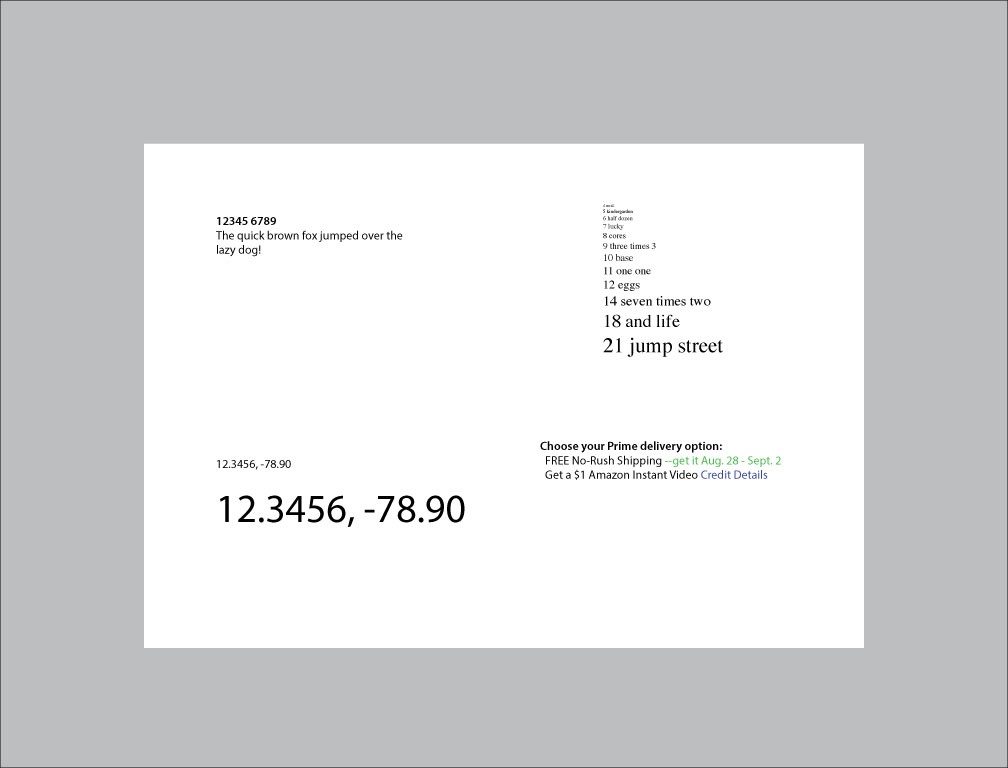 12345 6789
The quick brown fox jumped over the
lazy dog!
5 kindergarden
6 half dozen
7 lucky
8 cores
9 three times 3
10 base
11 one one
12 eggs
14 seven times two
18 and life
21 jump street
12.3456, -78.90
12.3456, -78.90
Choose your Prime delivery option:
FREE No-Rush Shipping --get it Aug. 28 - Sept. 2
Get a $1 Amazon Instant Video Credit Details